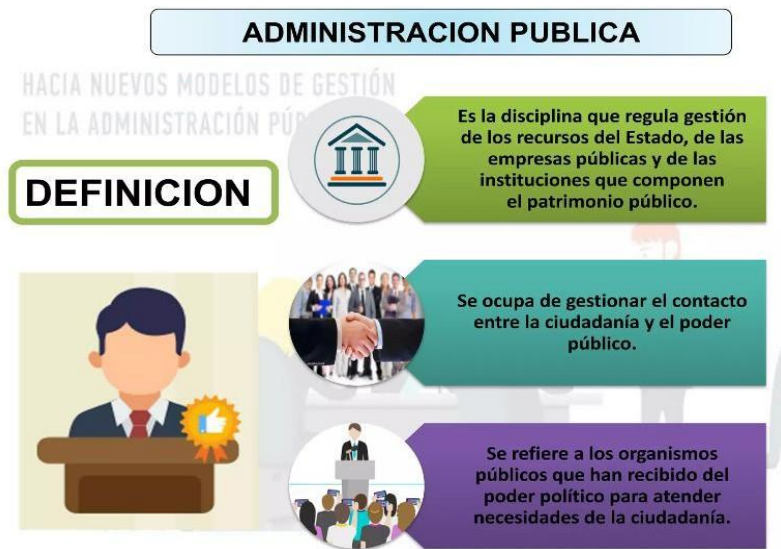 ADMINISTRACION PUBLICA
HACIA NUEVOS MODELOS DE GESTIÓN
EN LA ADMINISTRACIÓN
DEFINICION
Es la disciplina que regula gestión
de los recursos del Estado, de las
empresas públicas y de las
instituciones que componen
el patrimonio público.
Se ocupa de gestionar el contacto
entre la ciudadanía y el poder
público.
Se refiere a los organismos
públicos que han recibido del
poder político para atender
necesidades de la ciudadanía.